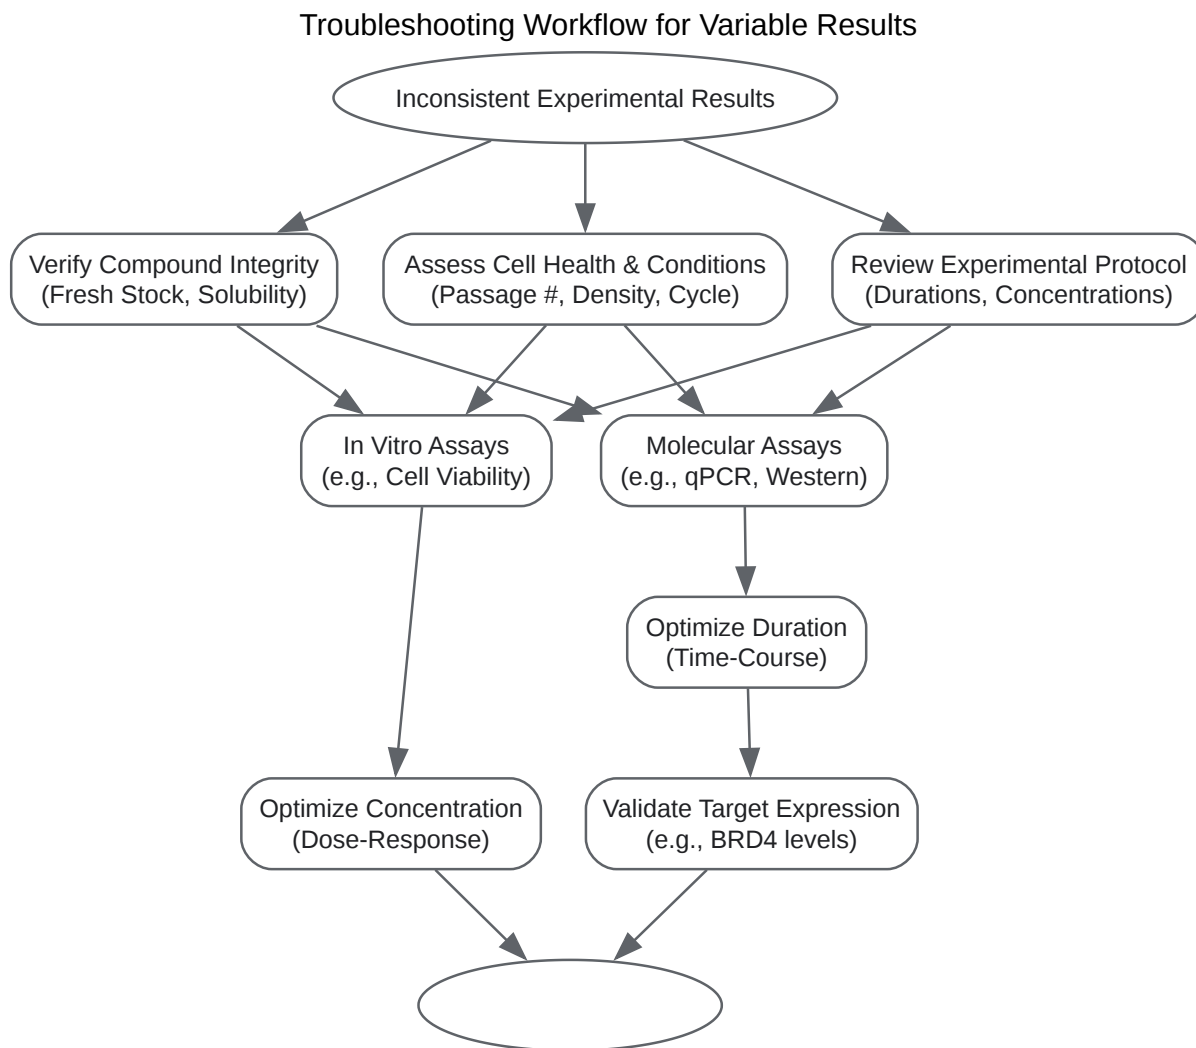 Troubleshooting Workflow for Variable Results
Inconsistent Experimental Results
Verify Compound Integrity
(Fresh Stock, Solubility)
Assess Cell Health & Conditions
(Passage #, Density, Cycle)
Review Experimental Protocol
(Durations, Concentrations)
In Vitro Assays
(e.g., Cell Viability)
Molecular Assays
(e.g., qPCR, Western)
Optimize Duration
(Time-Course)
Optimize Concentration
(Dose-Response)
Validate Target Expression
(e.g., BRD4 levels)